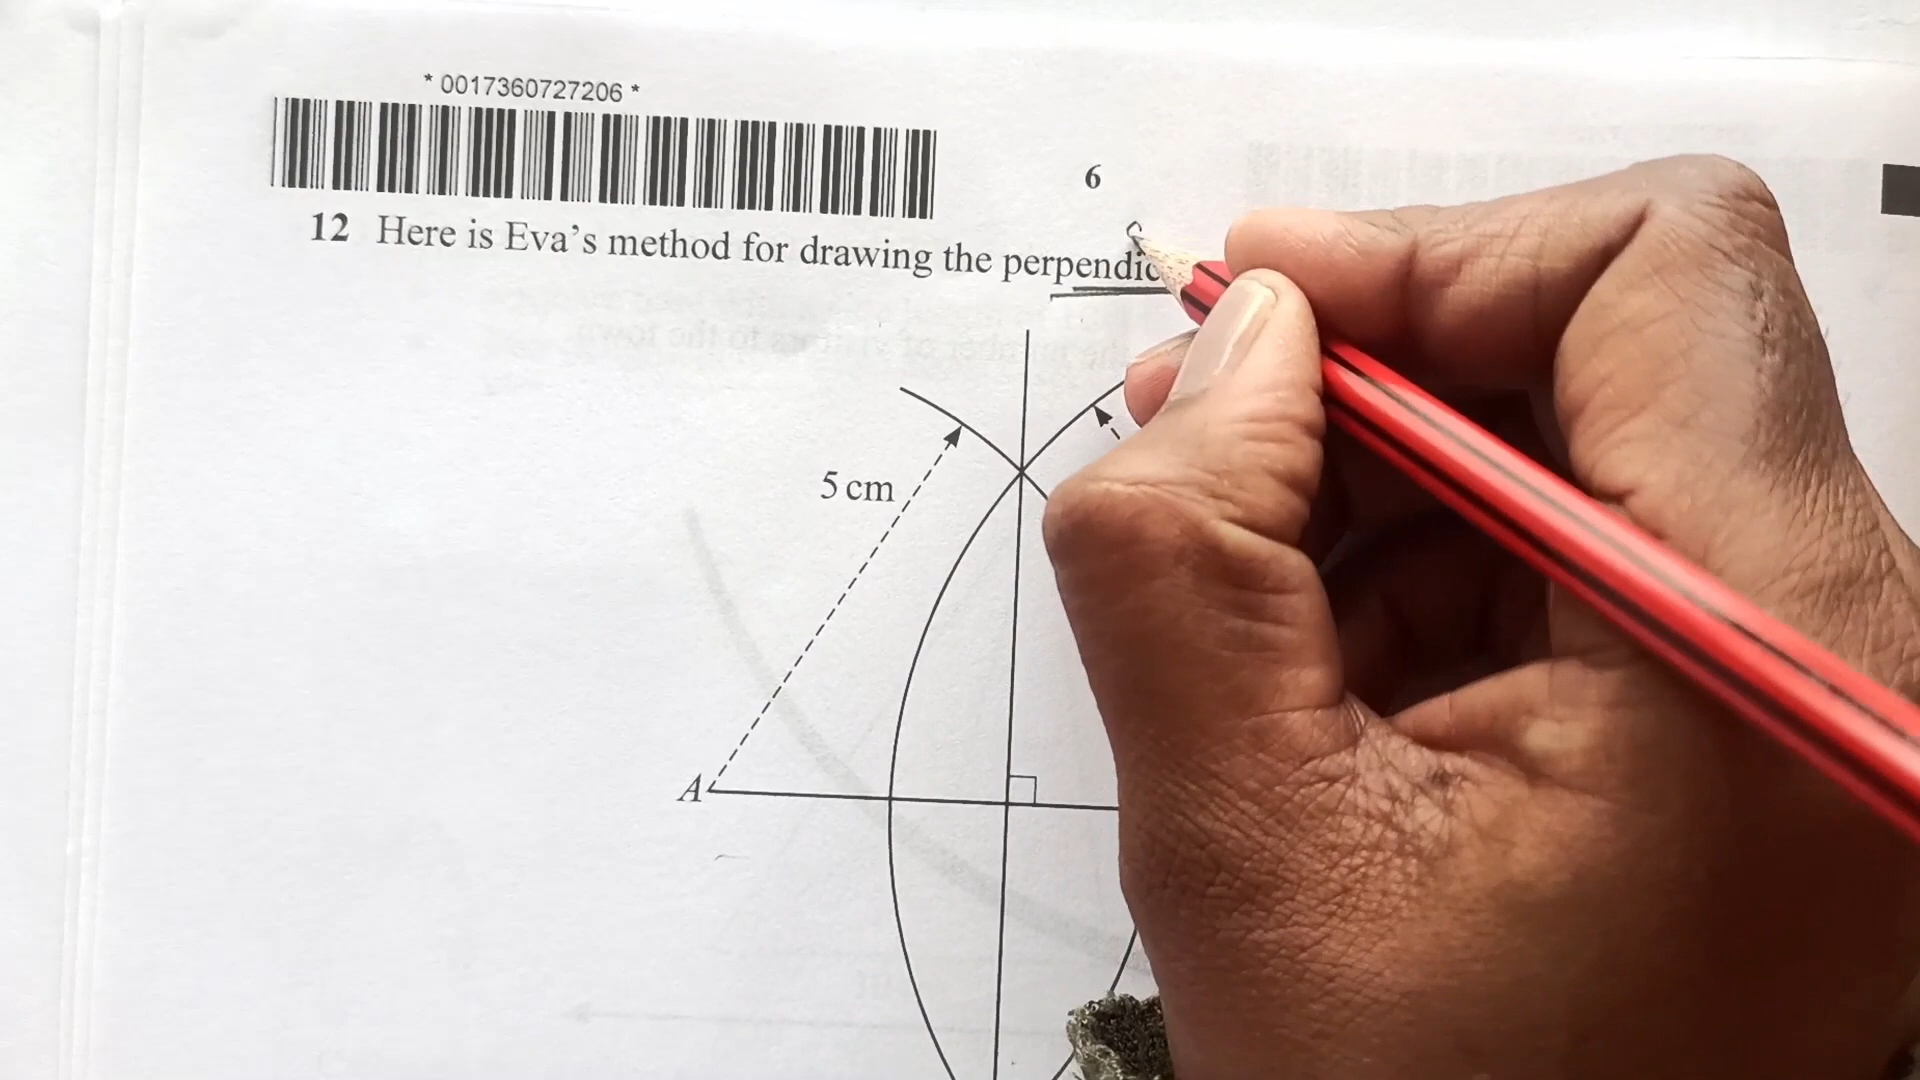 * 0017360727206 *
6
12 Here is Eva's method for drawing the perpendic
5 cm
A